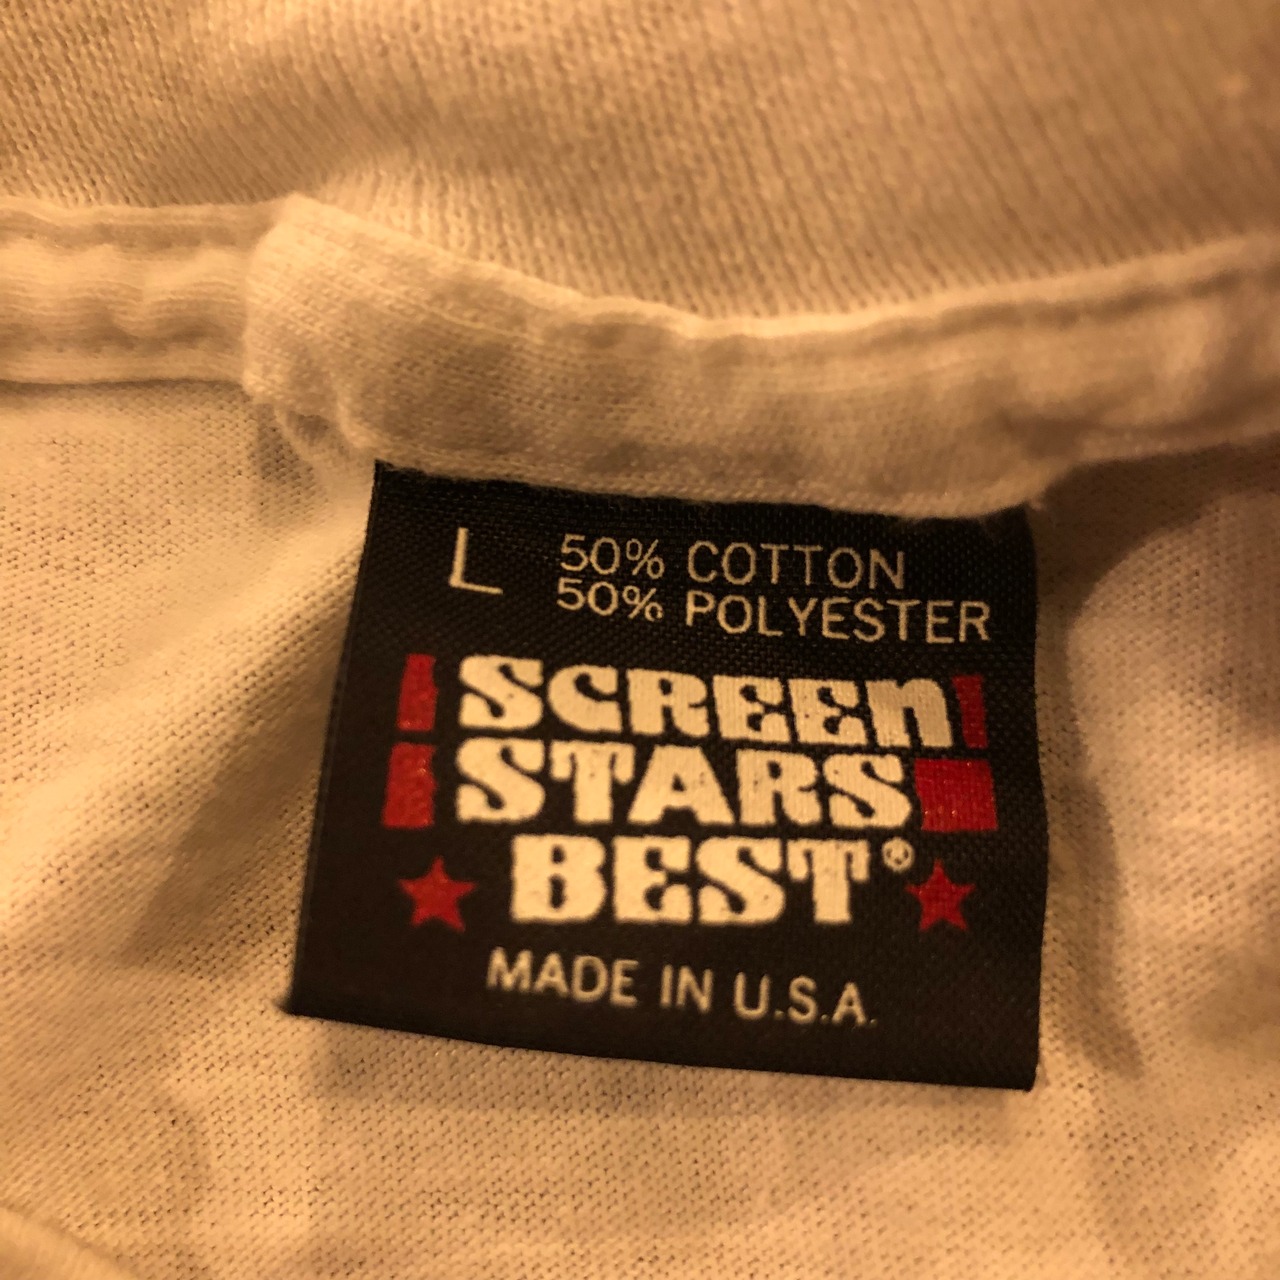 L 50% COTTON
50% POLYESTER
SCREEN
STARS
BEST®
MADE IN U.S.A.